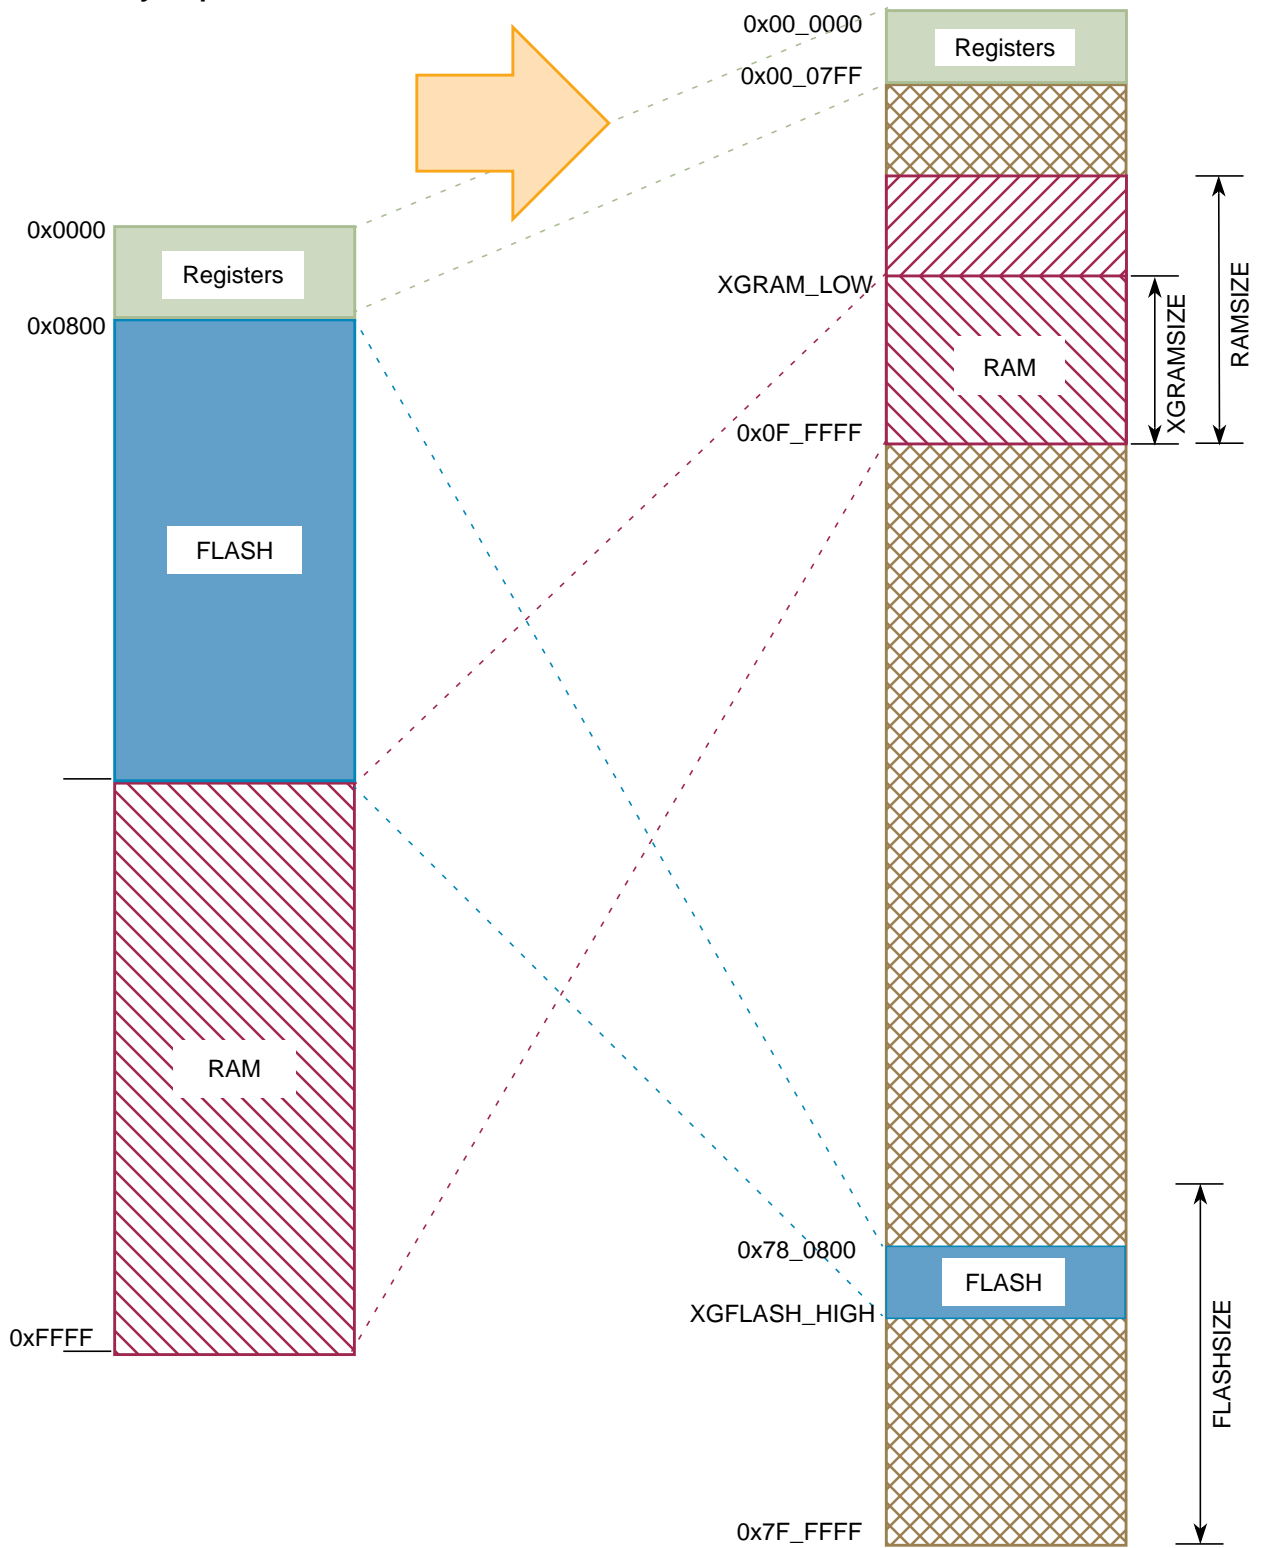 0x00_0000
Registers
0x00_07FF
0x0000
Registers
0x0800
XGRAM_LOW
RAM
XGRAMSIZE
RAMSIZE
0x0F_FFFF
FLASH
RAM
0x78_0800
FLASH
XGFLASH_HIGH
FLASHSIZE
0xFFFF
0x7F_FFFF